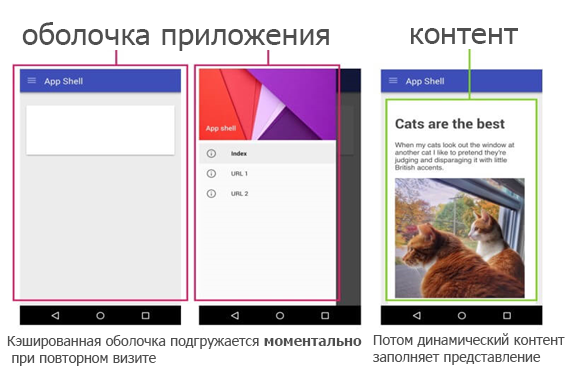 оболочка приложения
контент
App Shell
App shell
Index
URL 1
URL 2
App Shell
Cats are the best
When my cats look out the window at
another cat I like to pretend they're
judging and disparaging it with little
British accents.
Кэшированная оболочка подгружается моментально
при повторном визите
Потом динамический контент
заполняет представление